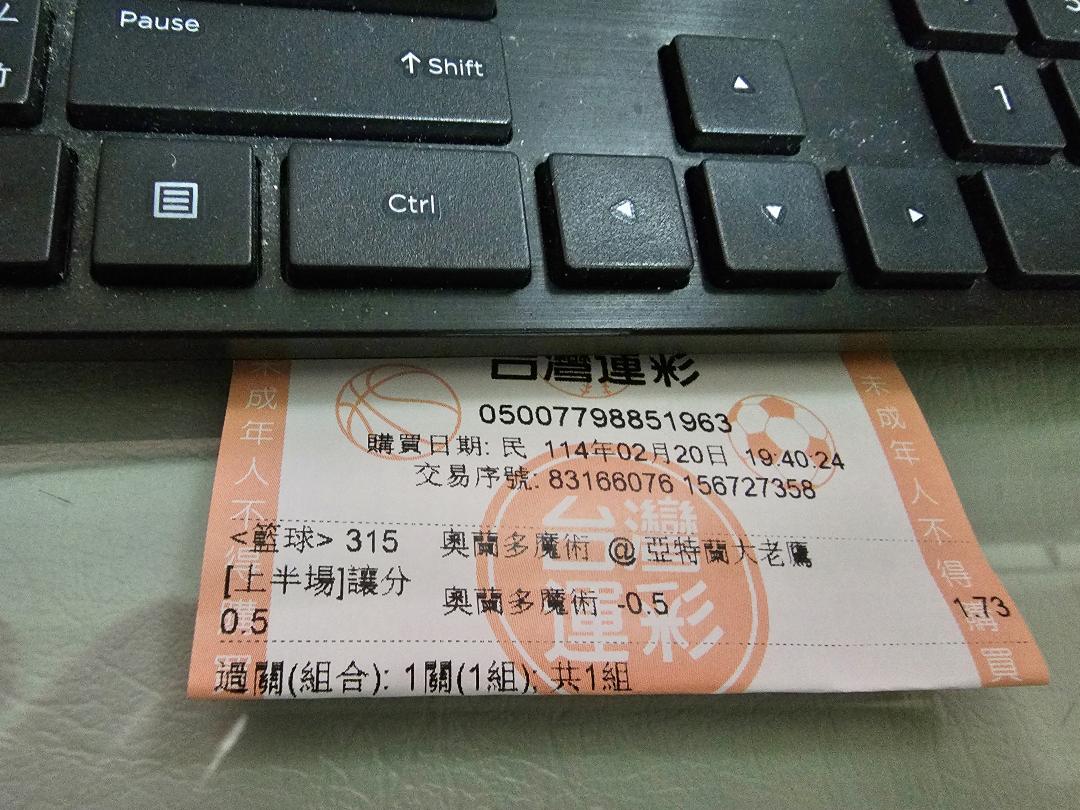 Pause
↑ Shift
Ctrl
1
台灣運彩
05007798851963
購買日期: 民 114年02月20日 19:40:24
交易序號: 83166076 156727358
<籃球> 315 奧蘭多魔術 @亞特蘭大老鷹
[上半場]讓分
奧蘭多魔術 -0.5
0.5
1.73
過關(組合): 1關(1組); 共1組
未成年人不得購買
未成年人不得購買
台灣運彩